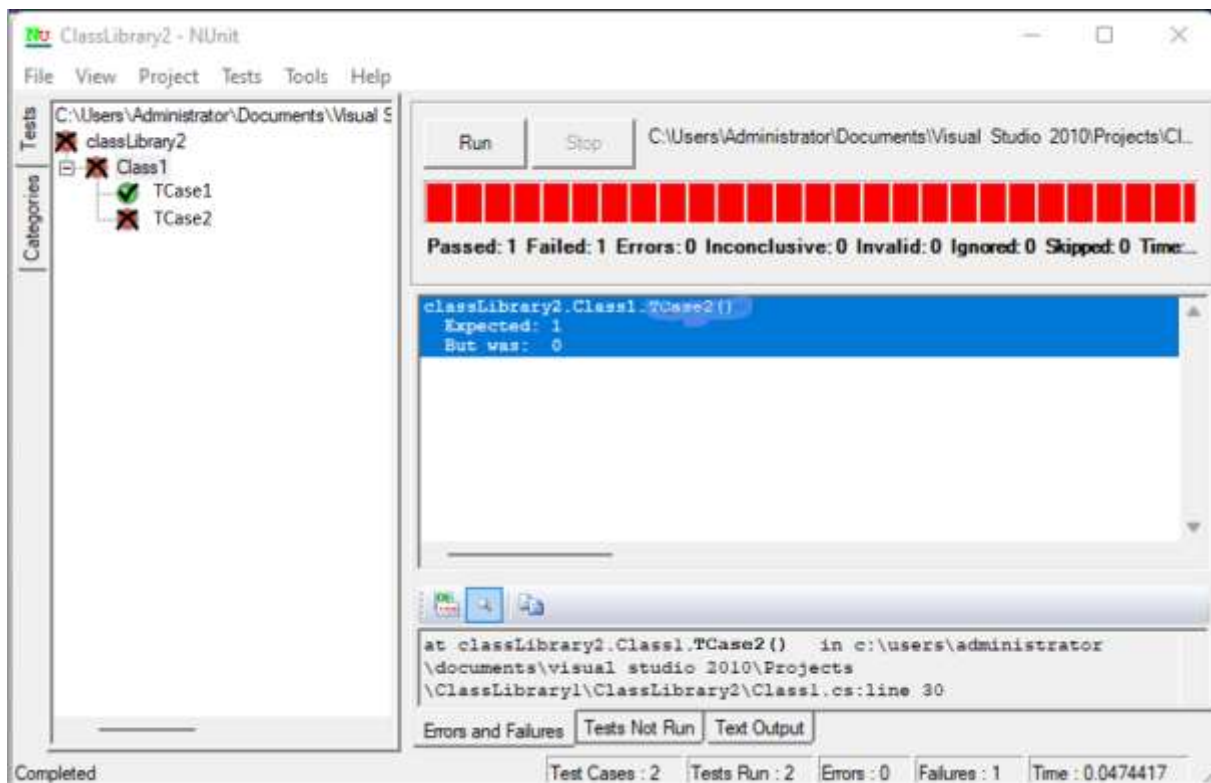 NU ClassLibrary2 - NUnit
File View Project Tests Tools Help
Tests
Categories
C:\Users\Administrator\Documents\Visual S
classLibrary2
Class1
TCase1
TCase2
Run Stop C:\Users\Administrator\Documents\Visual Studio 2010\Projects\Cl...
Passed: 1 Failed: 1 Errors: 0 Inconclusive: 0 Invalid: 0 Ignored: 0 Skipped: 0 Time:...
classLibrary2.Class1.TCase2()
Expected: 1
But was: 0
at classLibrary2.Class1.TCase2() in c:\users\administrator
\documents\visual studio 2010\Projects
\ClassLibrary1\ClassLibrary2\Class1.cs:line 30
Errors and Failures Tests Not Run Text Output
Completed Test Cases : 2 Tests Run : 2 Errors : 0 Failures : 1 Time : 0.0474417